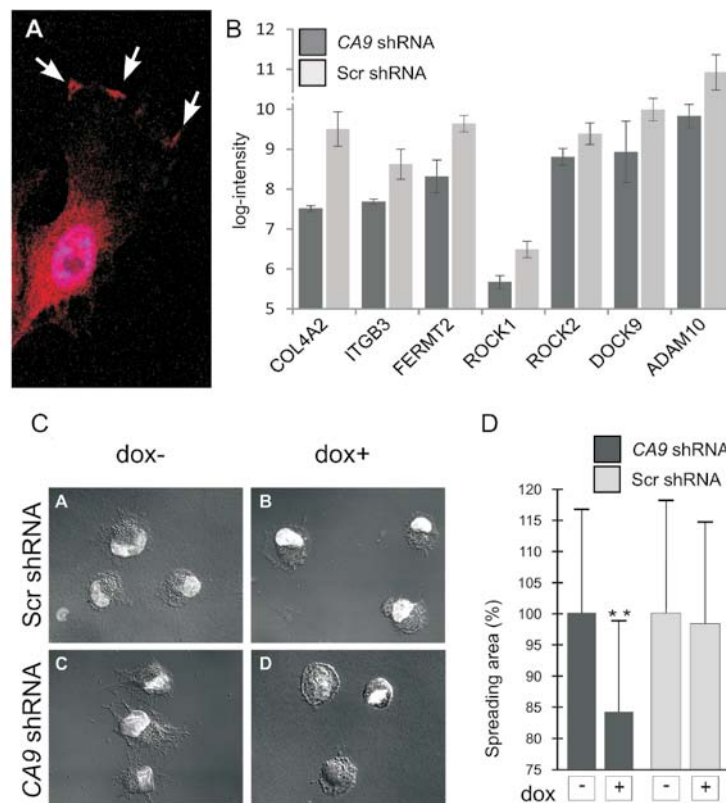 A
B
CA9 shRNA
Scr shRNA
log-intensity
12
11
10
9
8
7
6
5
COL4A2
ITGB3
FERMT2
ROCK1
ROCK2
DOCK9
ADAM10
C
dox-
dox+
Scr shRNA
A
B
CA9 shRNA
C
D
D
CA9 shRNA
Scr shRNA
Spreading area (%)
120
115
110
105
100
95
90
85
80
75
**
dox - + - +